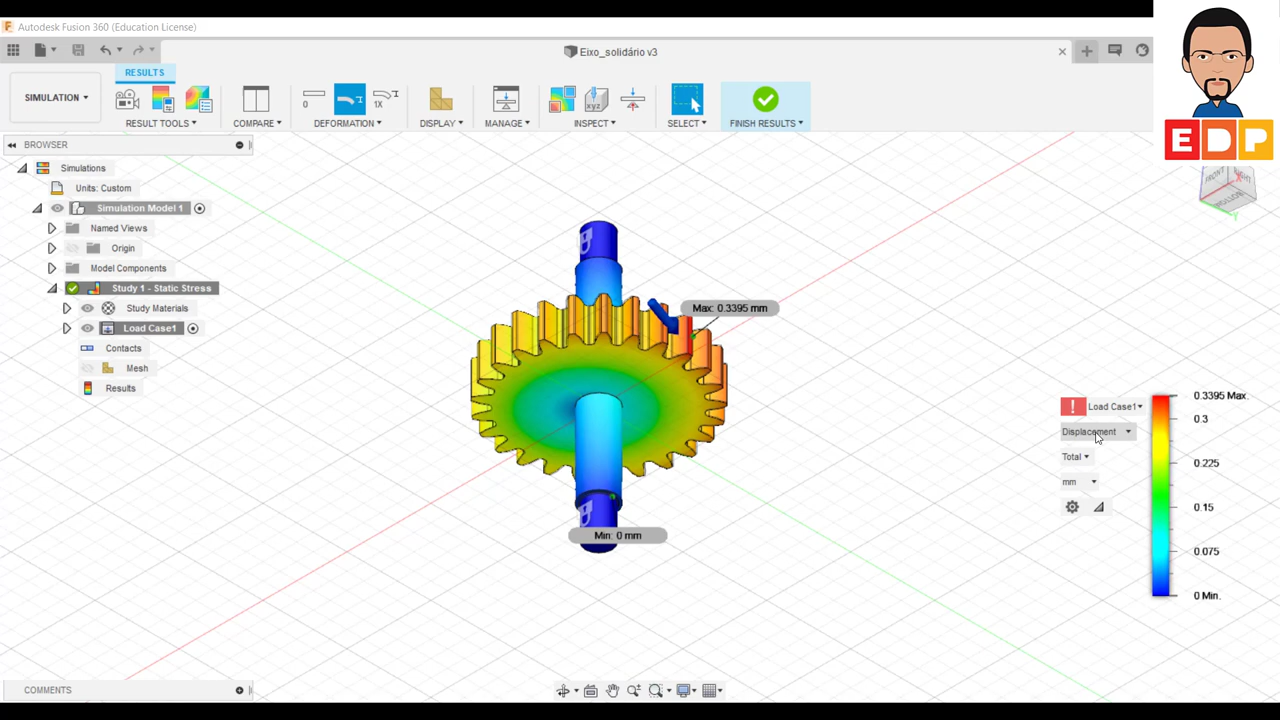 Autodesk Fusion 360 (Education License)
Eixo_solidário v3
SIMULATION
RESULTS
0
1X
RESULT TOOLS
COMPARE
DEFORMATION
DISPLAY
MANAGE
INSPECT
SELECT
FINISH RESULTS
xyz
EDP
BROWSER
Simulations
Units: Custom
Simulation Model 1
Named Views
Origin
Model Components
Study 1 - Static Stress
Study Materials
Load Case1
Contacts
Mesh
Results
FRONT
X
Y
Max: 0.3395 mm
Min: 0 mm
Load Case1
Displacement
Total
mm
0.3395 Max.
0.3
0.225
0.15
0.075
0 Min.
COMMENTS